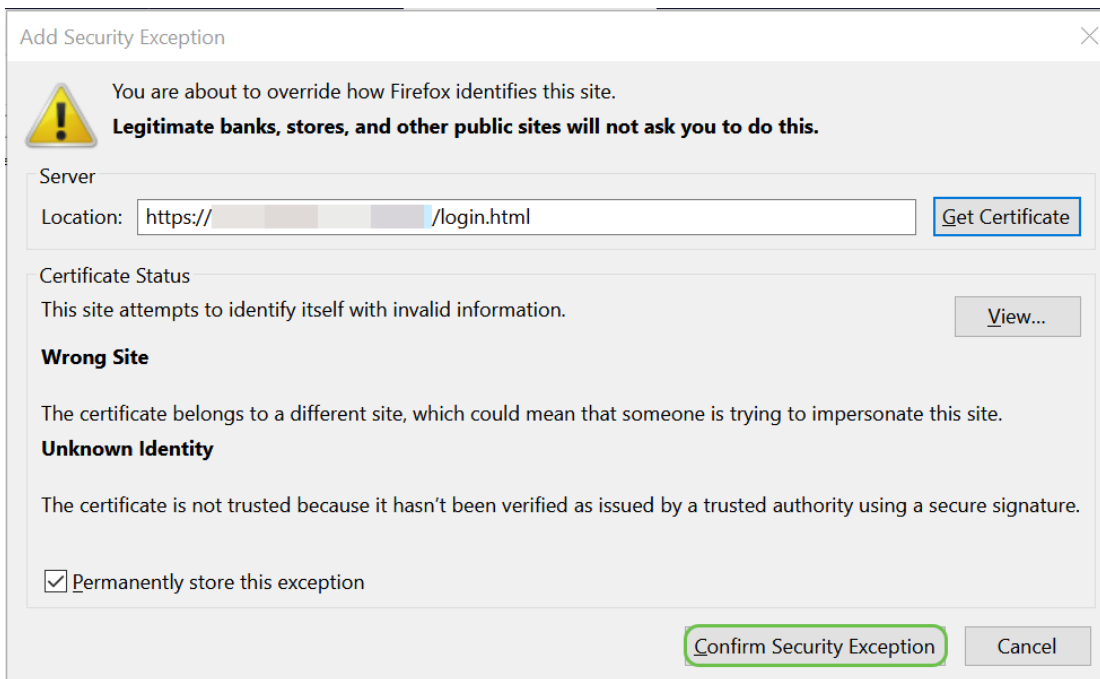 Add Security Exception
You are about to override how Firefox identifies this site.
Legitimate banks, stores, and other public sites will not ask you to do this.
Server
Location: https:// /login.html Get Certificate
Certificate Status
This site attempts to identify itself with invalid information.
View...
Wrong Site
The certificate belongs to a different site, which could mean that someone is trying to impersonate this site.
Unknown Identity
The certificate is not trusted because it hasn't been verified as issued by a trusted authority using a secure signature.
Permanently store this exception
Confirm Security Exception Cancel